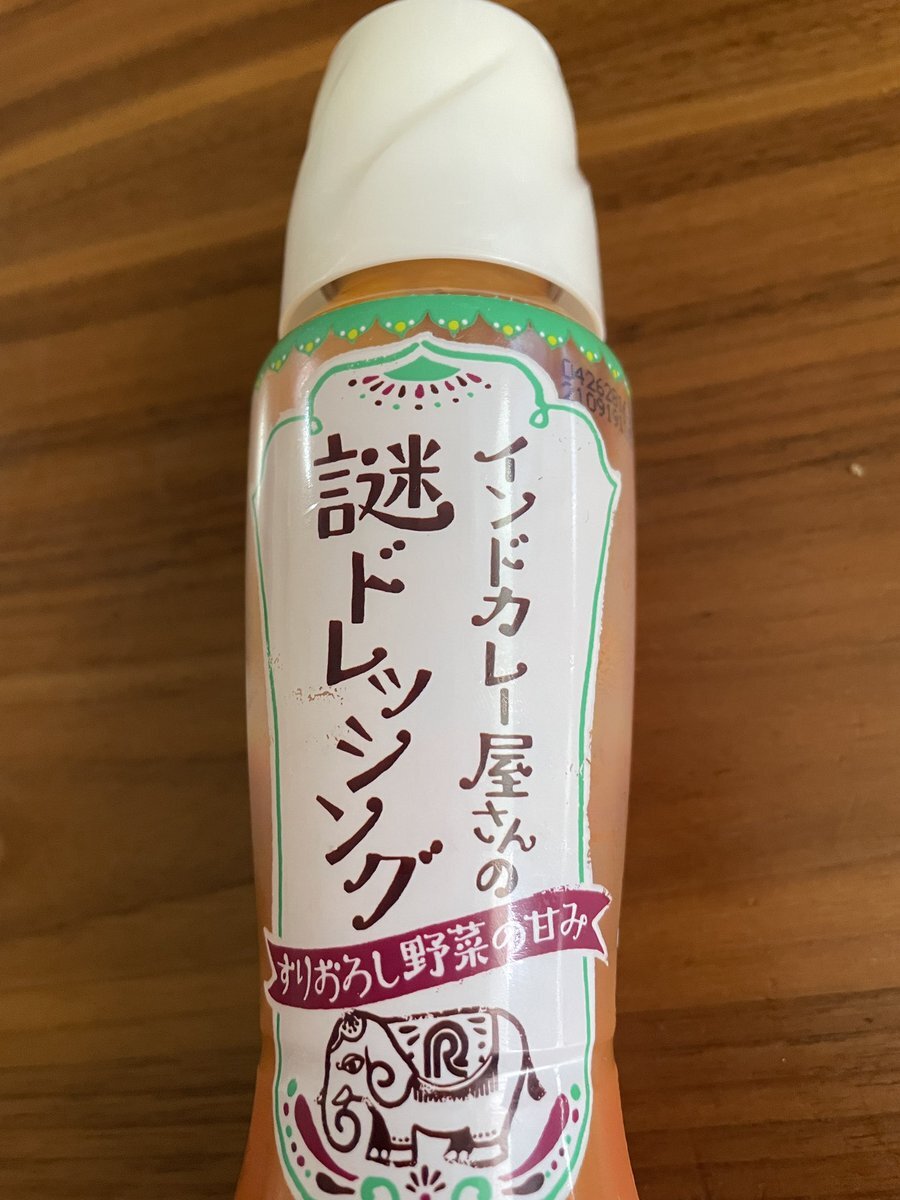 インドカレー屋さんの
謎ドレッシング
すりおろし野菜の甘み
R